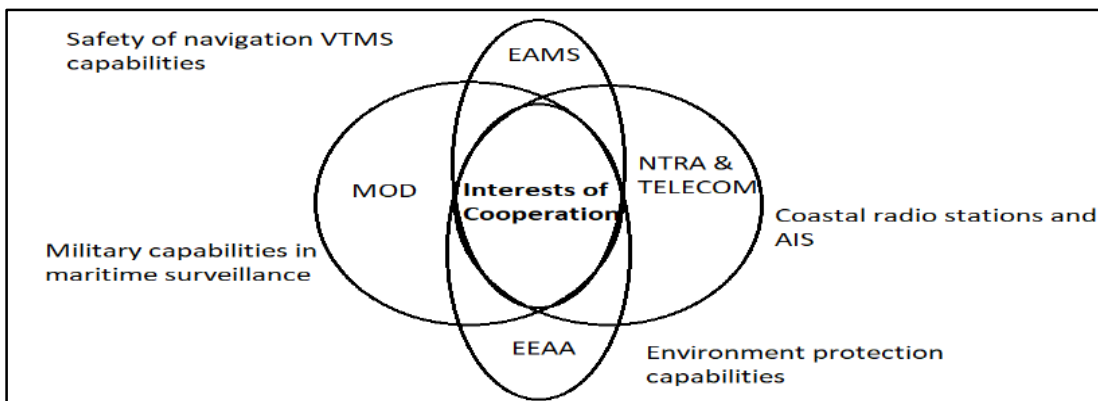 Safety of navigation VTMS
capabilities
EAMS
MOD
NTRA &
TELECOM
Interests of
Cooperation
Coastal radio stations and
AIS
Military capabilities in
maritime surveillance
EEAA
Environment protection
capabilities